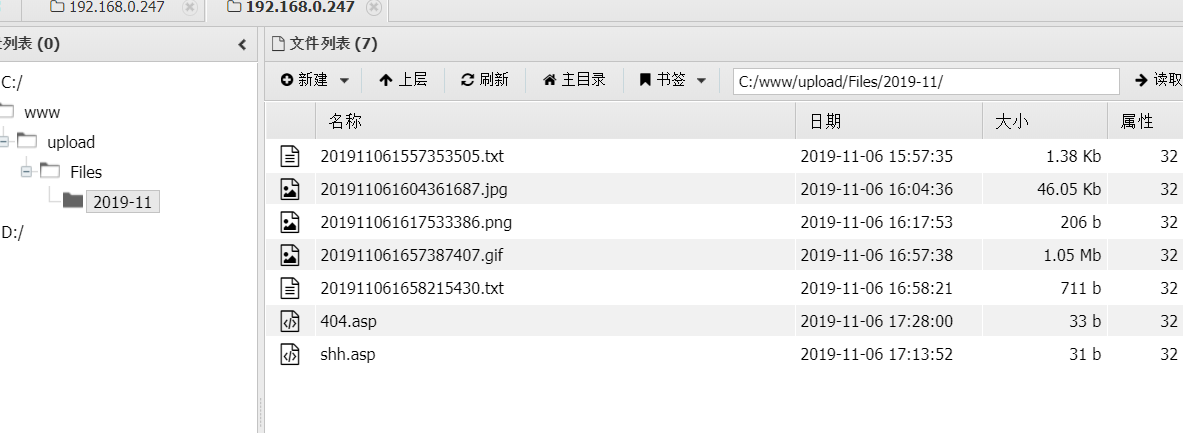 192.168.0.247
192.168.0.247
列表 (0)
文件列表 (7)
C:/
www
upload
Files
2019-11
D:/
新建 上层 刷新 主目录 书签 C:/www/upload/Files/2019-11/ 读取
名称 日期 大小 属性
201911061557353505.txt 2019-11-06 15:57:35 1.38 Kb 32
201911061604361687.jpg 2019-11-06 16:04:36 46.05 Kb 32
201911061617533386.png 2019-11-06 16:17:53 206 b 32
201911061657387407.gif 2019-11-06 16:57:38 1.05 Mb 32
201911061658215430.txt 2019-11-06 16:58:21 711 b 32
404.asp 2019-11-06 17:28:00 33 b 32
shh.asp 2019-11-06 17:13:52 31 b 32